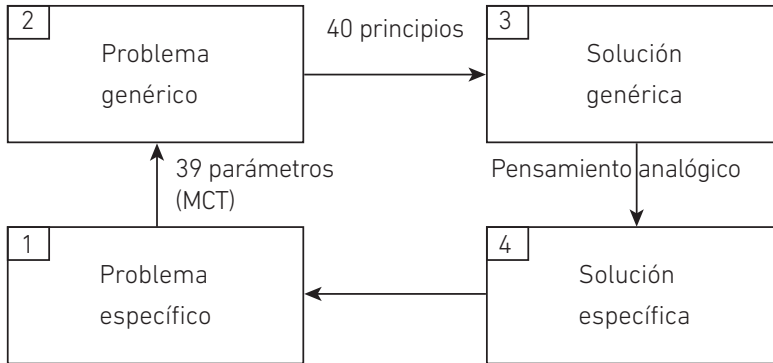 2
Problema
genérico
40 principios
3
Solución
genérica
39 parámetros
(MCT)
Pensamiento analógico
1
Problema
específico
4
Solución
específica